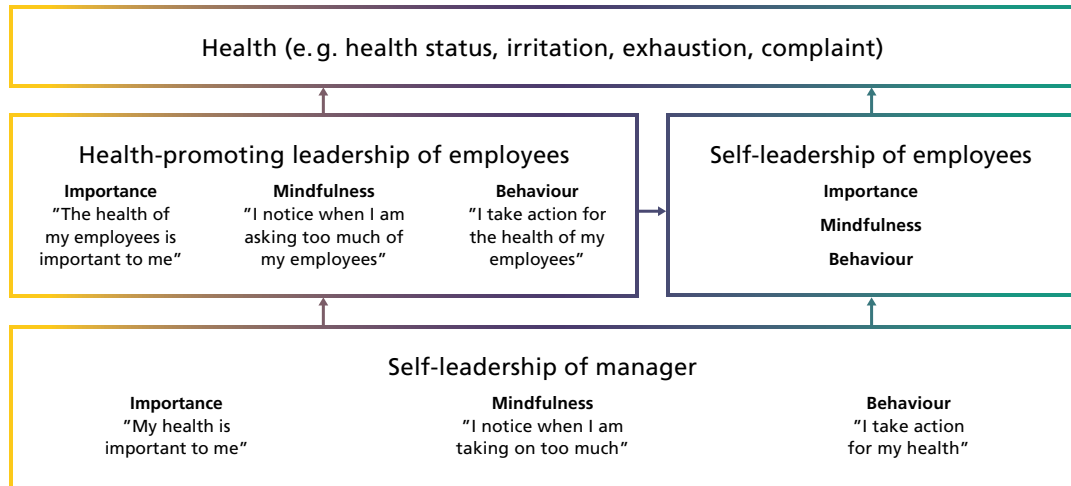 Health (e. g. health status, irritation, exhaustion, complaint)
Health-promoting leadership of employees
Importance
”The health of
my employees is
important to me”
Mindfulness
”I notice when I am
asking too much of
my employees”
Behaviour
”I take action for
the health of my
employees”
Self-leadership of employees
Importance
Mindfulness
Behaviour
Self-leadership of manager
Importance
”My health is
important to me”
Mindfulness
”I notice when I am
taking on too much”
Behaviour
”I take action
for my health”